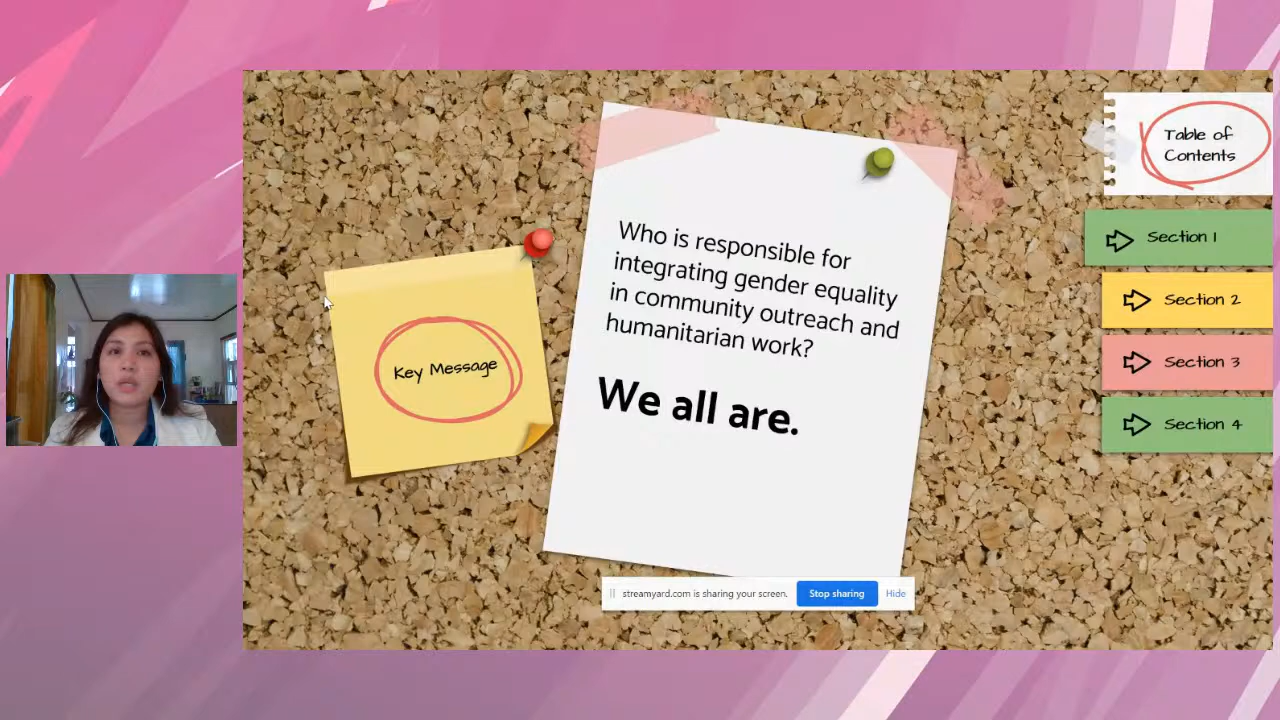 Key Message
Who is responsible for
integrating gender equality
in community outreach and
humanitarian work?
We all are.
Table of
Contents
Section 1
Section 2
Section 3
Section 4
streamyard.com is sharing your screen.
Stop sharing
Hide